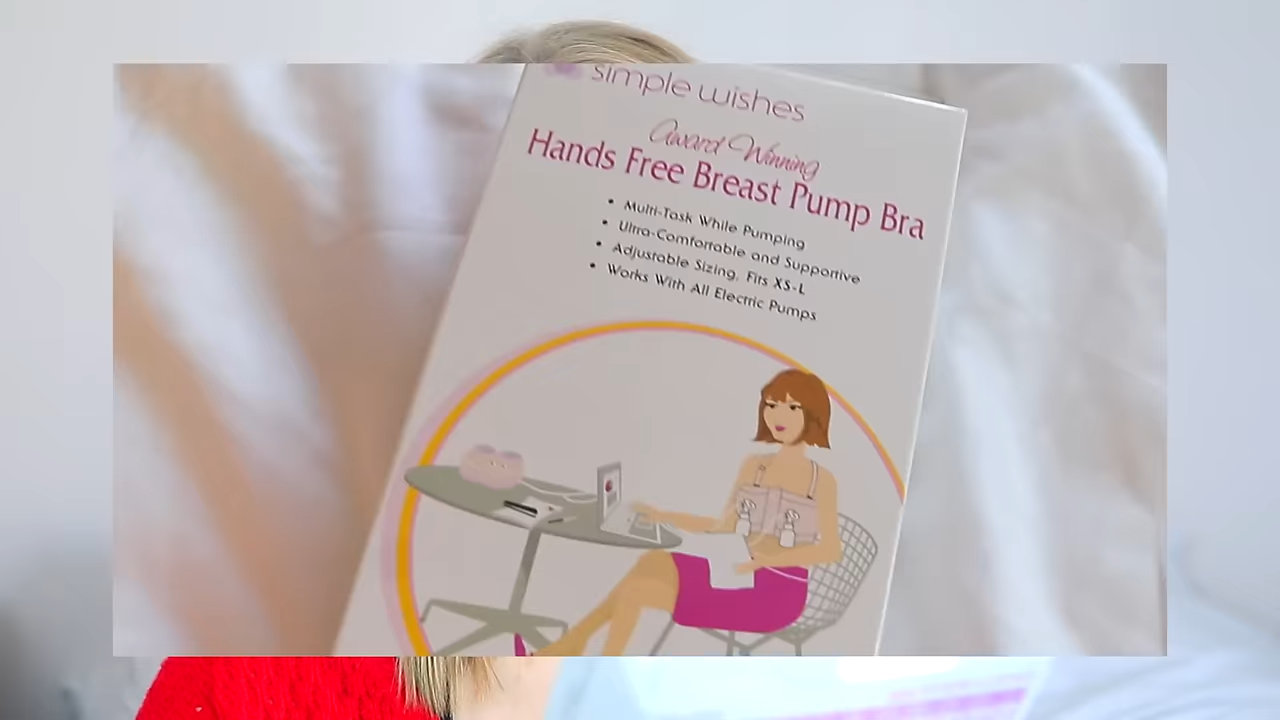 simple wishes
Award Winning
Hands Free Breast Pump Bra
• Multi-Task While Pumping
• Ultra-Comfortable and Supportive
• Adjustable Sizing, Fits XS-L
• Works With All Electric Pumps